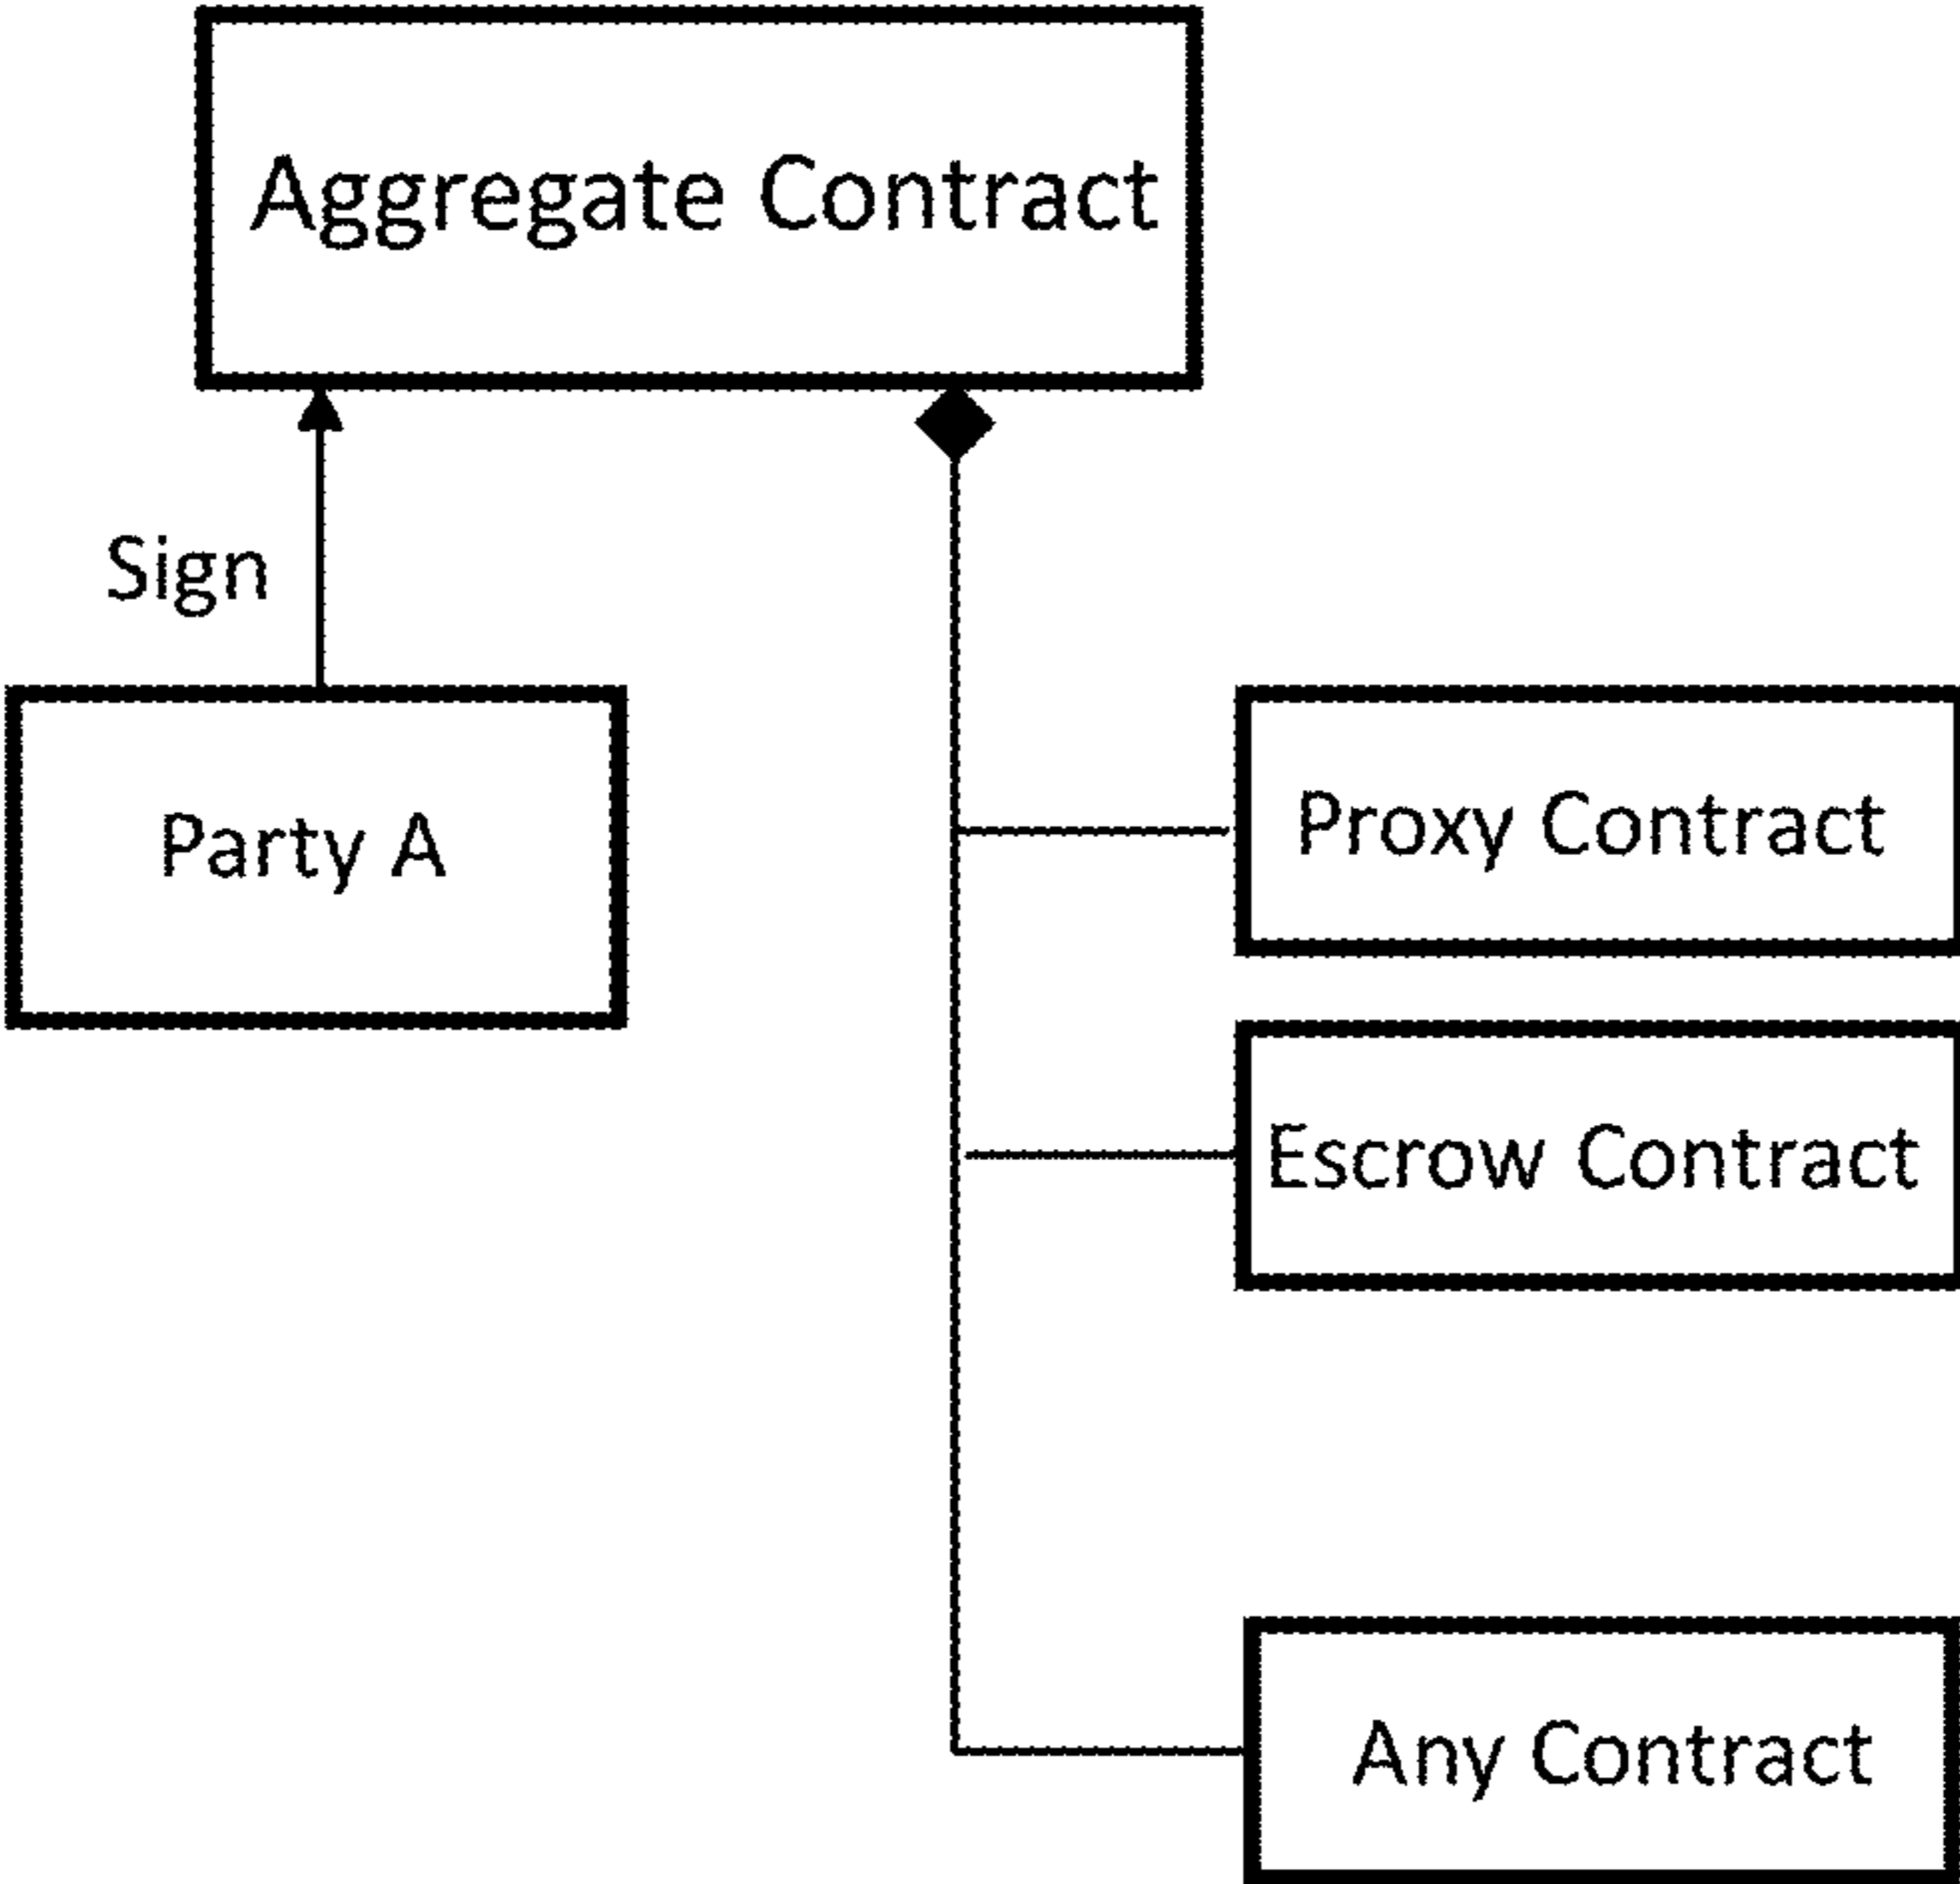 Aggregate Contract
Sign
Party A
Proxy Contract
Escrow Contract
Any Contract